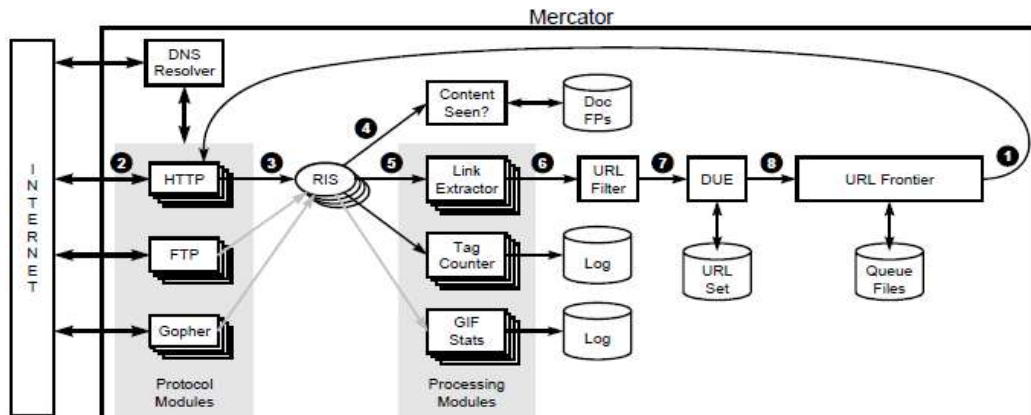 Mercator
DNS
Resolver
Content
Seen?
Doc
FPs
4
1
2
3
5
6
7
8
INTERNET
HTTP
RIS
Link
Extractor
URL
Filter
DUE
URL Frontier
FTP
Tag
Counter
Log
URL
Set
Queue
Files
Gopher
GIF
Stats
Log
Protocol
Modules
Processing
Modules